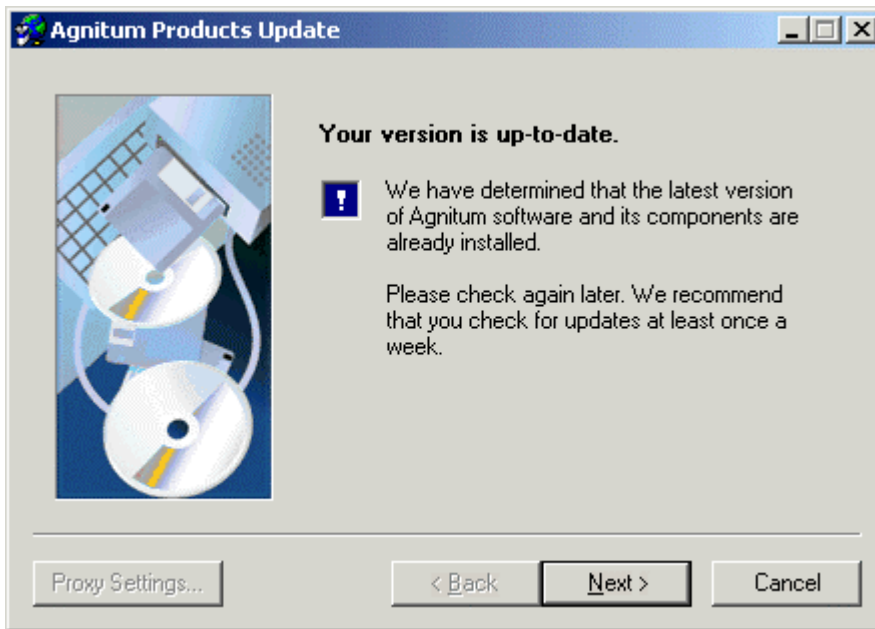 Agnitum Products Update
Your version is up-to-date.
We have determined that the latest version
of Agnitum software and its components are
already installed.
Please check again later. We recommend
that you check for updates at least once a
week.
Proxy Settings...
< Back
Next >
Cancel